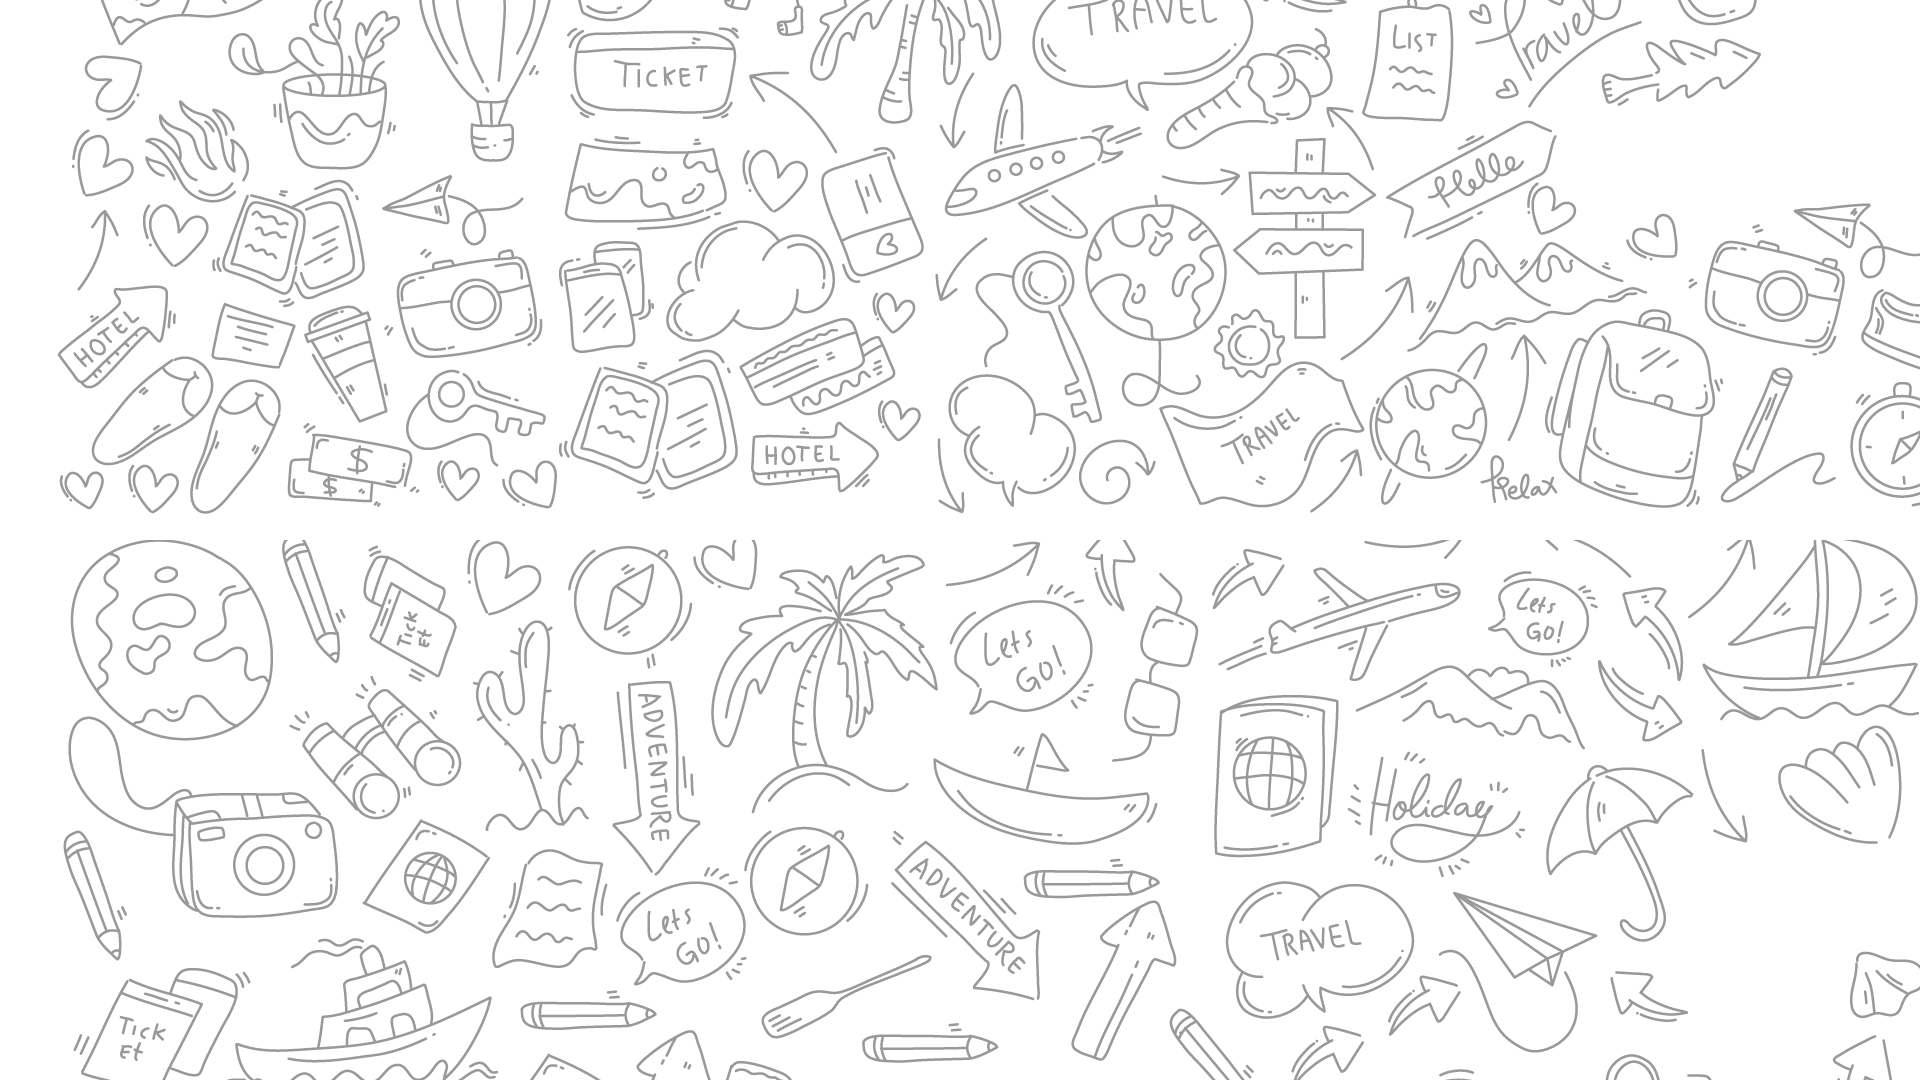 TRAVEL
LIST
Travel
TICKET
Hello
HOTEL
TRAVEL
HOTEL
$
$
Relax
Lets
GO!
Tick
Et
Lets
GO!
ADVENTURE
Holiday
ADVENTURE
Lets
GO!
TRAVEL
Tick
Et